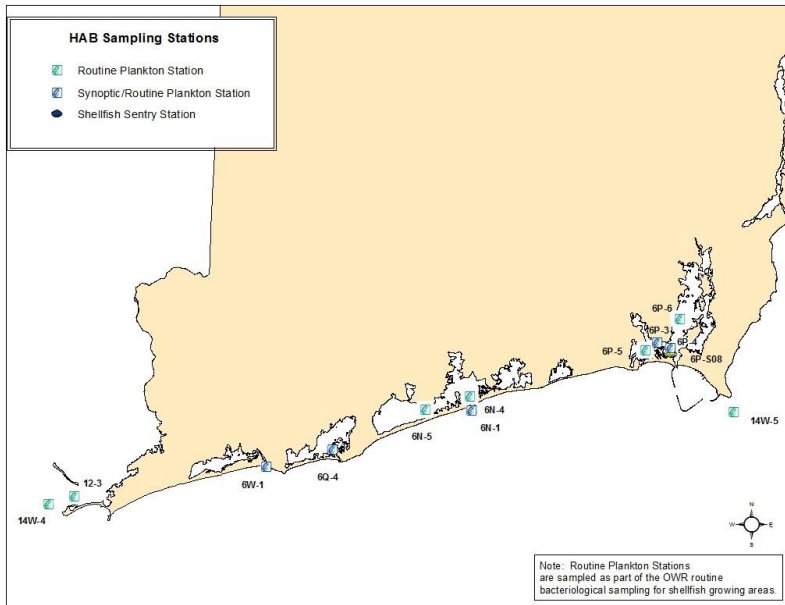 HAB Sampling Stations
Routine Plankton Station
Synoptic/Routine Plankton Station
Shellfish Sentry Station
6P-6
6P-3
6P-4
6P-5
6P-S08
14W-5
6N-4
6N-1
6N-5
6Q-4
6W-1
12-3
14W-4
N
W E
S
Note: Routine Plankton Stations
are sampled as part of the OWR routine
bacteriological sampling for shellfish growing areas.